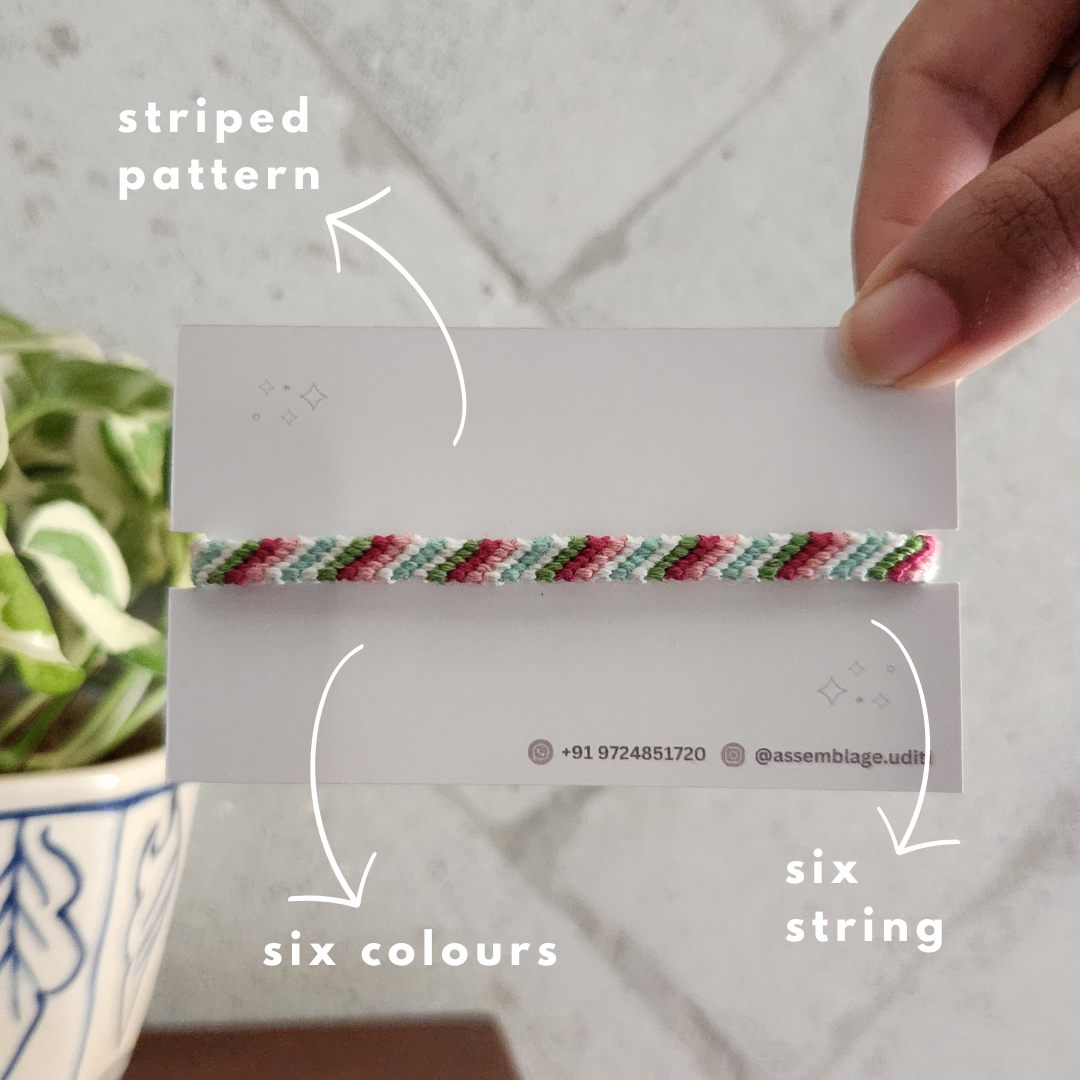 striped
pattern
+91 9724851720 @assemblage.uditi
six colours
six
string